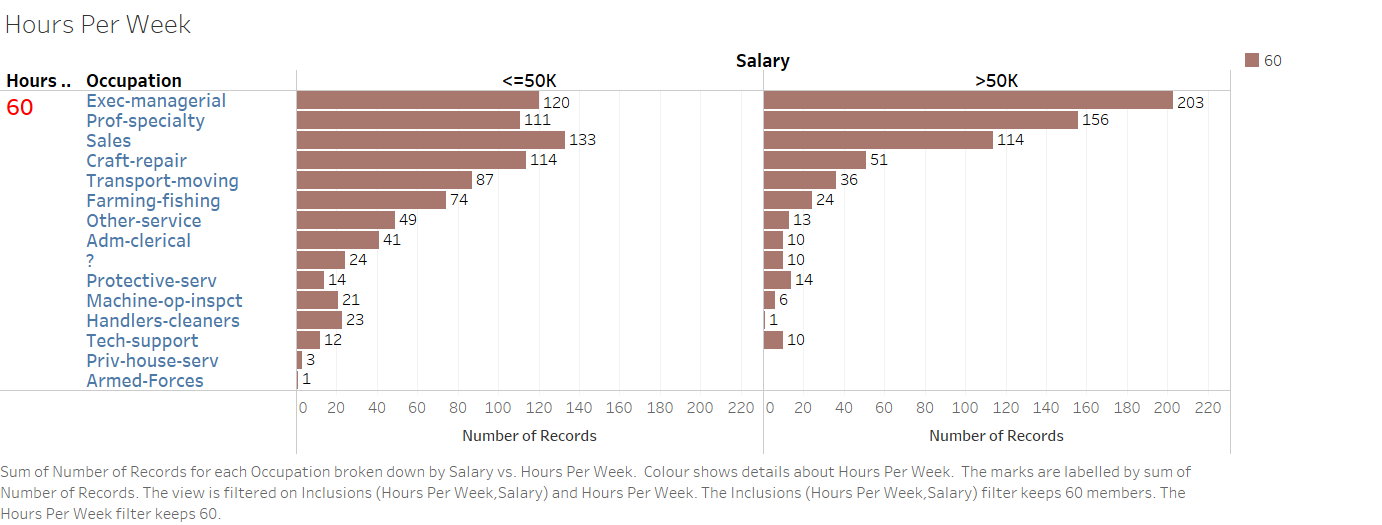 Hours Per Week
Salary
60
Hours .. Occupation <=50K >50K
60 Exec-managerial 120 203
Prof-specialty 111 156
Sales 133 114
Craft-repair 114 51
Transport-moving 87 36
Farming-fishing 74 24
Other-service 49 13
Adm-clerical 41 10
? 24 10
Protective-serv 14 14
Machine-op-inspct 21 6
Handlers-cleaners 23 1
Tech-support 12 10
Priv-house-serv 3
Armed-Forces 1
0 20 40 60 80 100 120 140 160 180 200 220 0 20 40 60 80 100 120 140 160 180 200 220
Number of Records Number of Records
Sum of Number of Records for each Occupation broken down by Salary vs. Hours Per Week.  Colour shows details about Hours Per Week.  The marks are labelled by sum of
Number of Records. The view is filtered on Inclusions (Hours Per Week,Salary) and Hours Per Week. The Inclusions (Hours Per Week,Salary) filter keeps 60 members. The
Hours Per Week filter keeps 60.